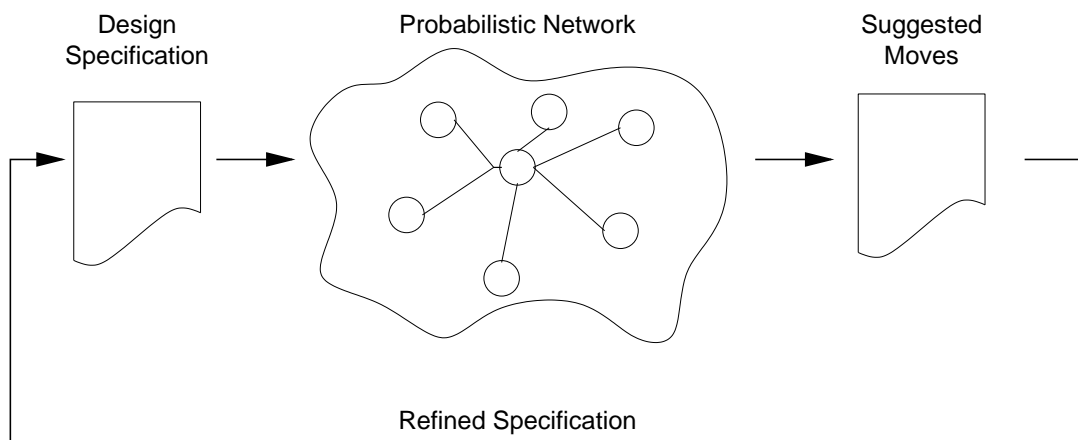 Design
Specification
Probabilistic Network
Suggested
Moves
Refined Specification